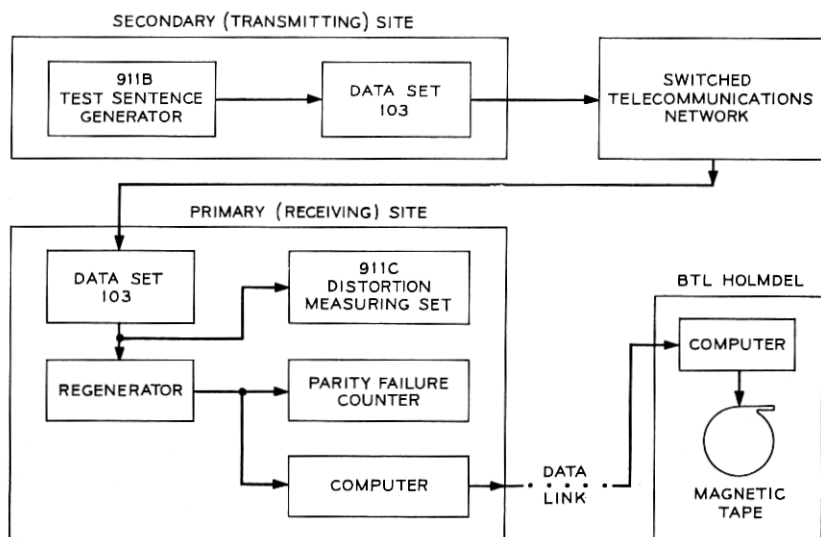 SECONDARY (TRANSMITTING) SITE
911B
TEST SENTENCE
GENERATOR
DATA SET
103
SWITCHED
TELECOMMUNICATIONS
NETWORK
PRIMARY (RECEIVING) SITE
DATA SET
103
911C
DISTORTION
MEASURING SET
REGENERATOR
PARITY FAILURE
COUNTER
COMPUTER
DATA
LINK
BTL HOLMDEL
COMPUTER
MAGNETIC
TAPE